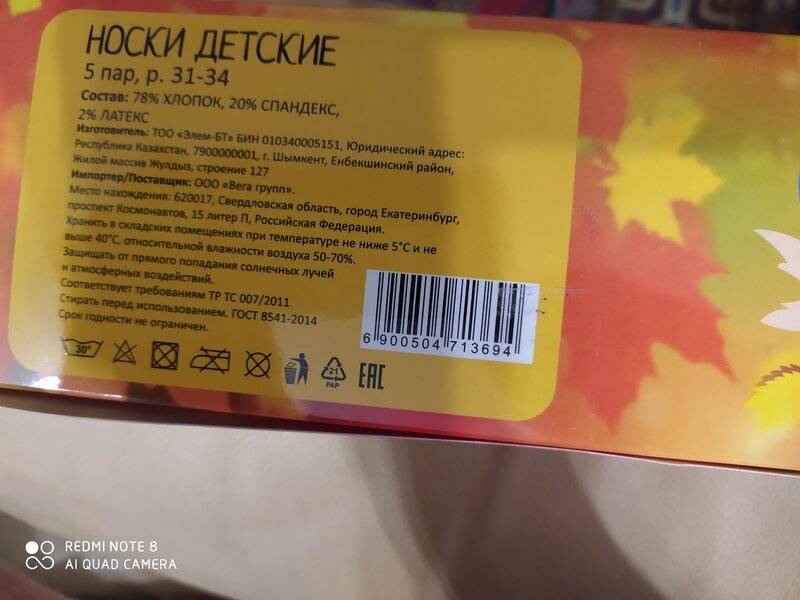 НОСКИ ДЕТСКИЕ
5 пар, р. 31-34
Состав: 78% ХЛОПОК, 20% СПАНДЕКС,
2% ЛАТЕКС
Изготовитель: ТОО «Элем-БТ» БИН 010340005151, Юридический адрес:
Республика Казахстан, 7900000001, г. Шымкент, Енбекшинский район,
Жилой массив Жулдыз, строение 127
Импортер/Поставщик: ООО «Вега групп».
Место нахождения: 620017, Свердловская область, город Екатеринбург,
проспект Космонавтов, 15 литер П, Российская Федерация.
Хранить в складских помещениях при температуре не ниже 5°С и не
выше 40°С, относительной влажности воздуха 50-70%.
Защищать от прямого попадания солнечных лучей
и атмосферных воздействий.
Соответствует требованиям ТР ТС 007/2011
Стирать перед использованием. ГОСТ 8541-2014
Срок годности не ограничен.
6 900504 713694
30°
21
PAP
EAC
REDMI NOTE 8
AI QUAD CAMERA